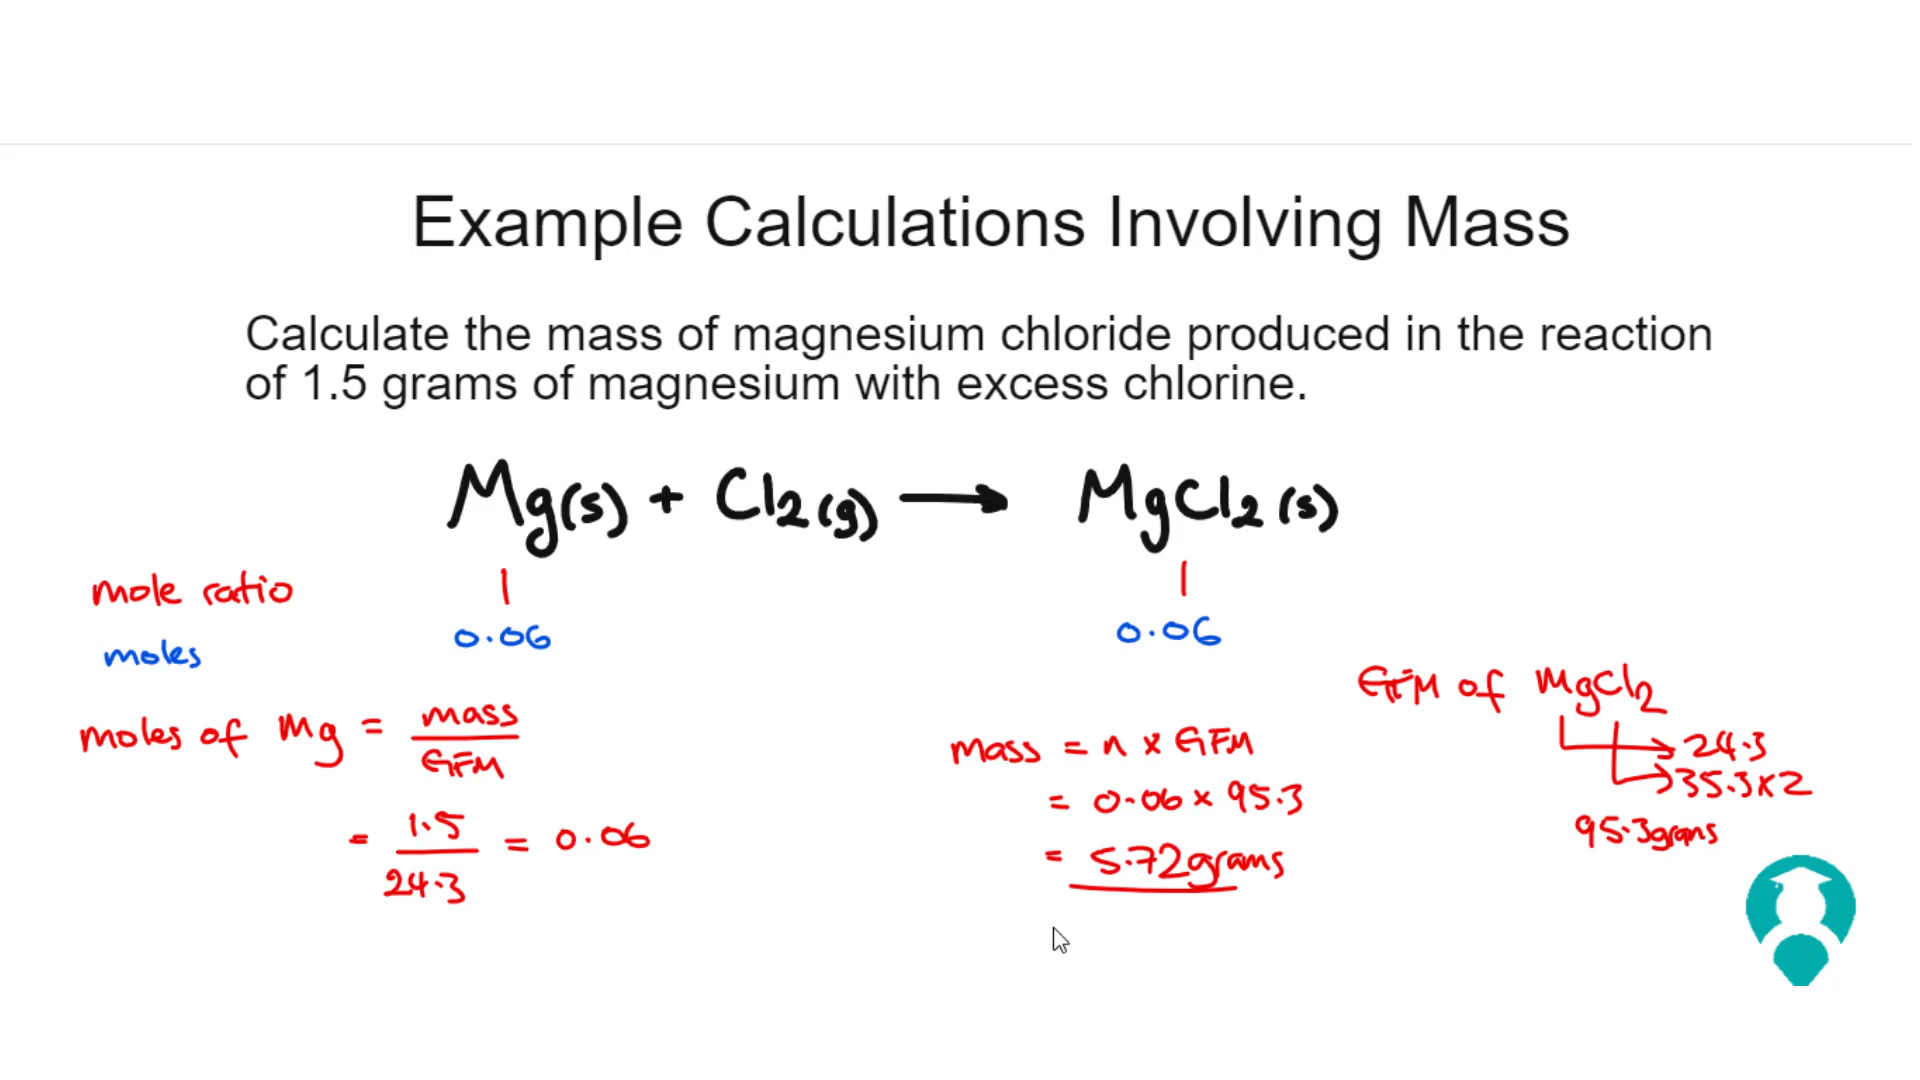 Example Calculations Involving Mass
Calculate the mass of magnesium chloride produced in the reaction
of 1.5 grams of magnesium with excess chlorine.
Mg(s) + Cl2(g) → MgCl2(s)
mole ratio 1 1
moles 0.06 0.06
moles of Mg = mass / GFM
= 1.5 / 24.3 = 0.06
mass = n x GFM
= 0.06 x 95.3
= 5.72grams
GFM of MgCl2
24.3
35.3x2
95.3grams